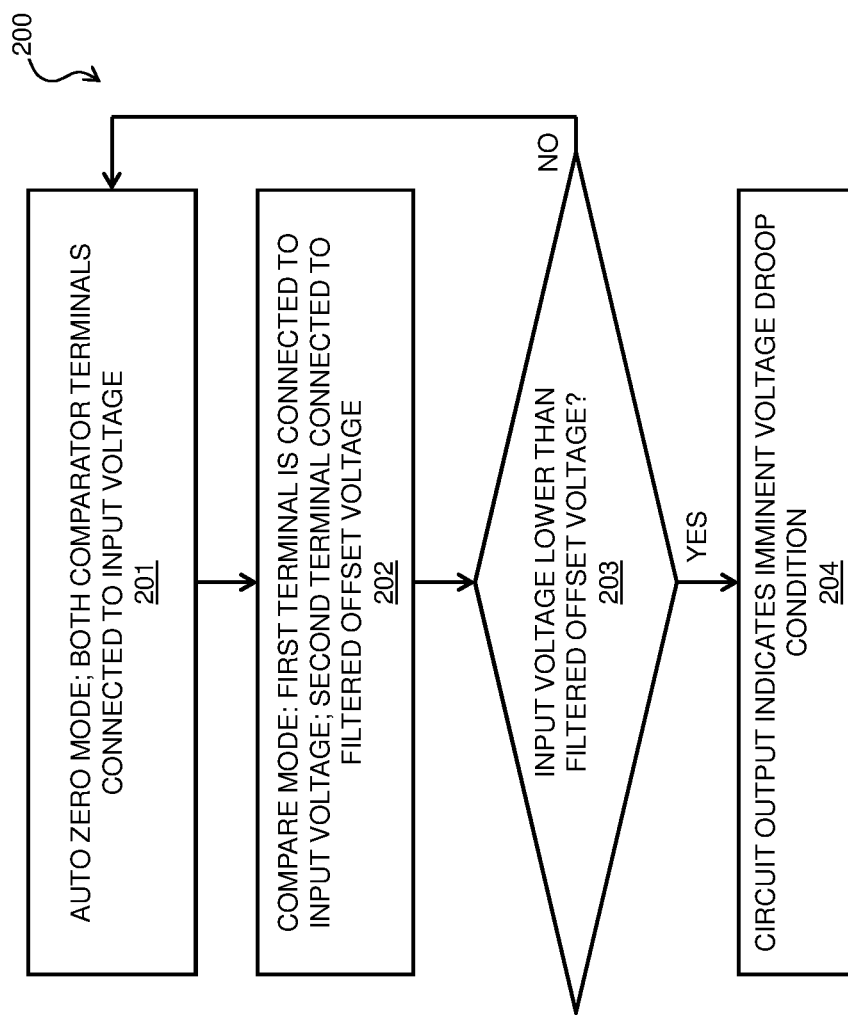 200
AUTO ZERO MODE; BOTH COMPARATOR TERMINALS
CONNECTED TO INPUT VOLTAGE
201
COMPARE MODE: FIRST TERMINAL IS CONNECTED TO
INPUT VOLTAGE; SECOND TERMINAL CONNECTED TO
FILTERED OFFSET VOLTAGE
202
INPUT VOLTAGE LOWER THAN
FILTERED OFFSET VOLTAGE?
203
NO
YES
CIRCUIT OUTPUT INDICATES IMMINENT VOLTAGE DROOP
CONDITION
204